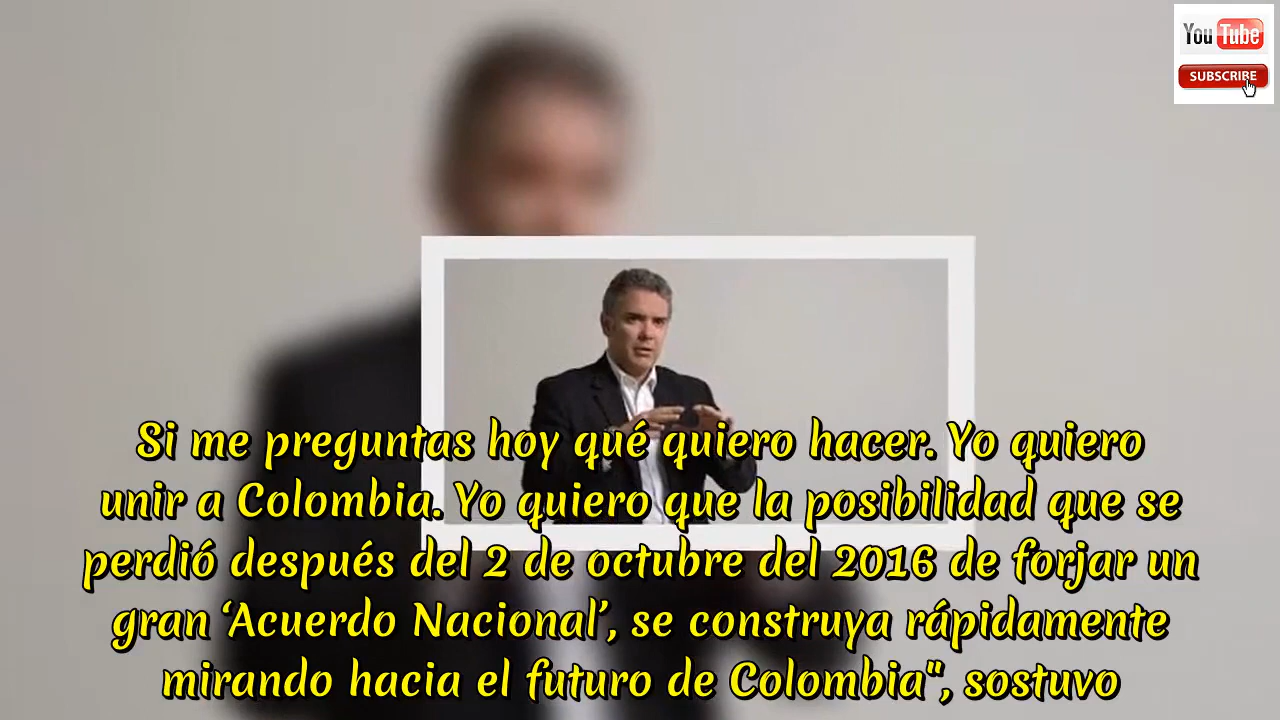 You Tube
SUBSCRIBE
Si me preguntas hoy qué quiero hacer. Yo quiero
unir a Colombia. Yo quiero que la posibilidad que se
perdió después del 2 de octubre del 2016 de forjar un
gran ‘Acuerdo Nacional’, se construya rápidamente
mirando hacia el futuro de Colombia", sostuvo